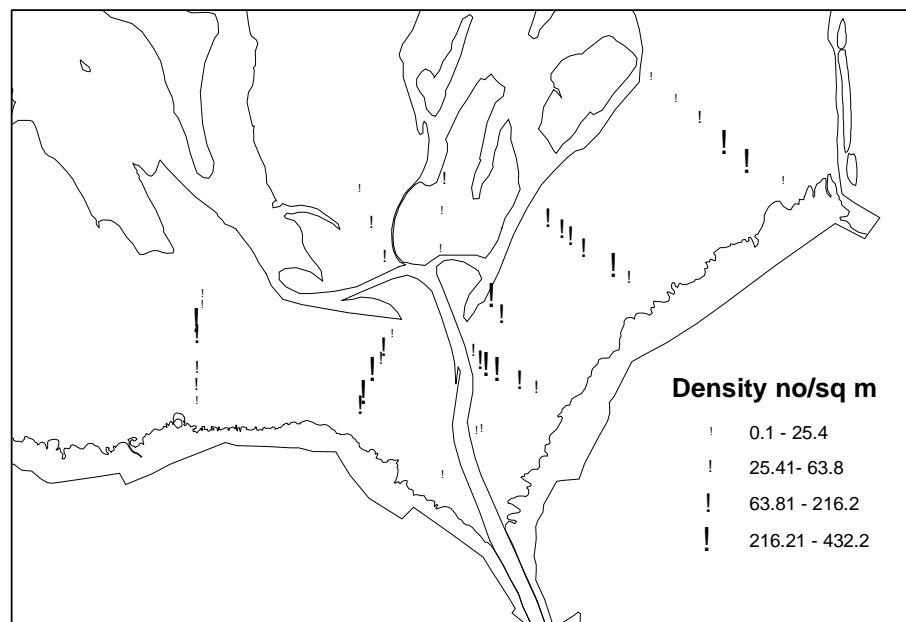 Density no/sq m
! 0.1 - 25.4
! 25.41- 63.8
! 63.81 - 216.2
! 216.21 - 432.2